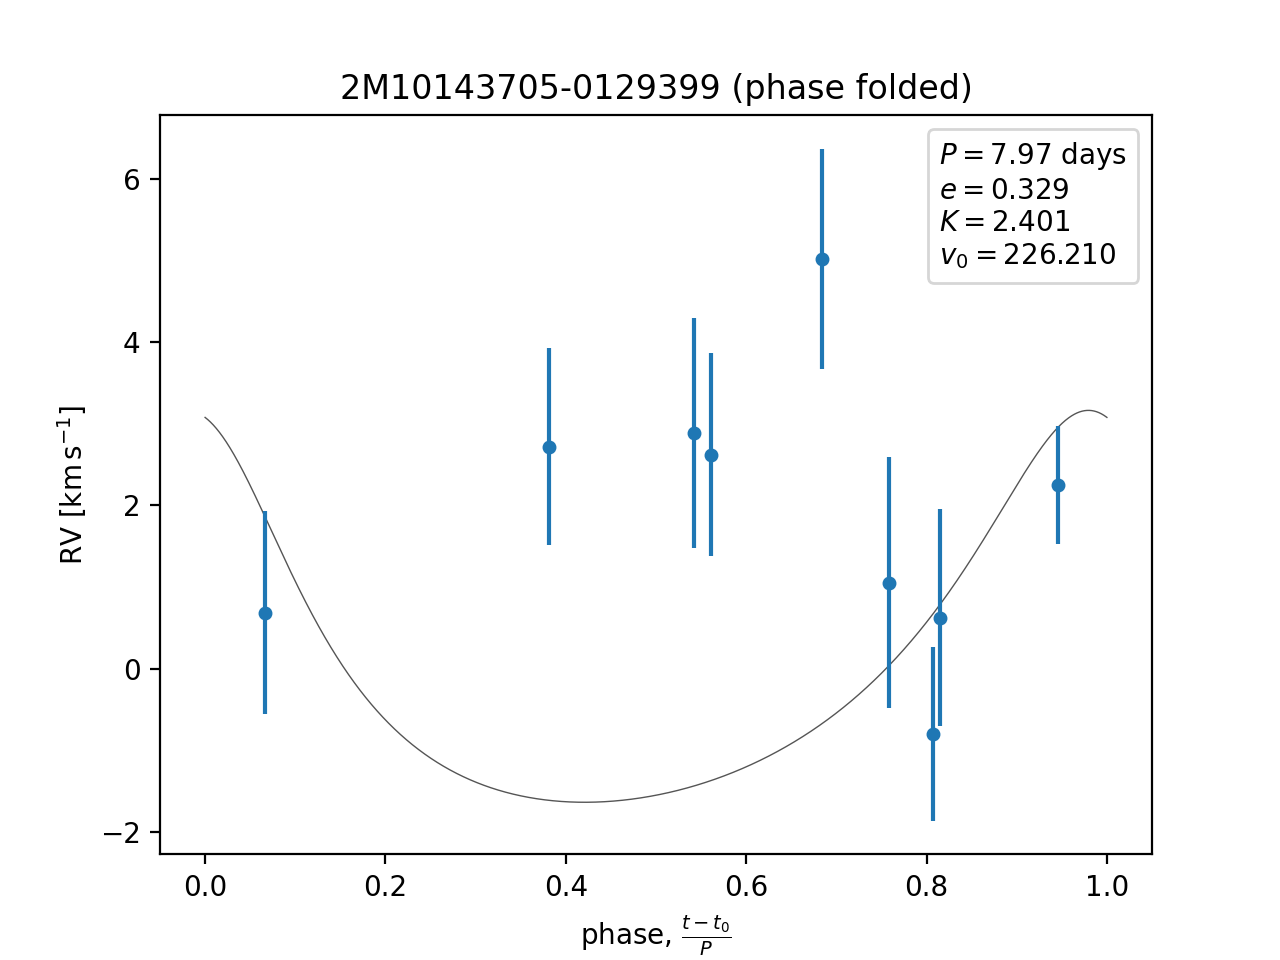 2M10143705-0129399 (phase folded)
P = 7.97 days
e = 0.329
K = 2.401
v₀ = 226.210
RV [km s⁻¹]
6
4
2
0
−2
0.0 0.2 0.4 0.6 0.8 1.0
phase, (t − t₀)/P